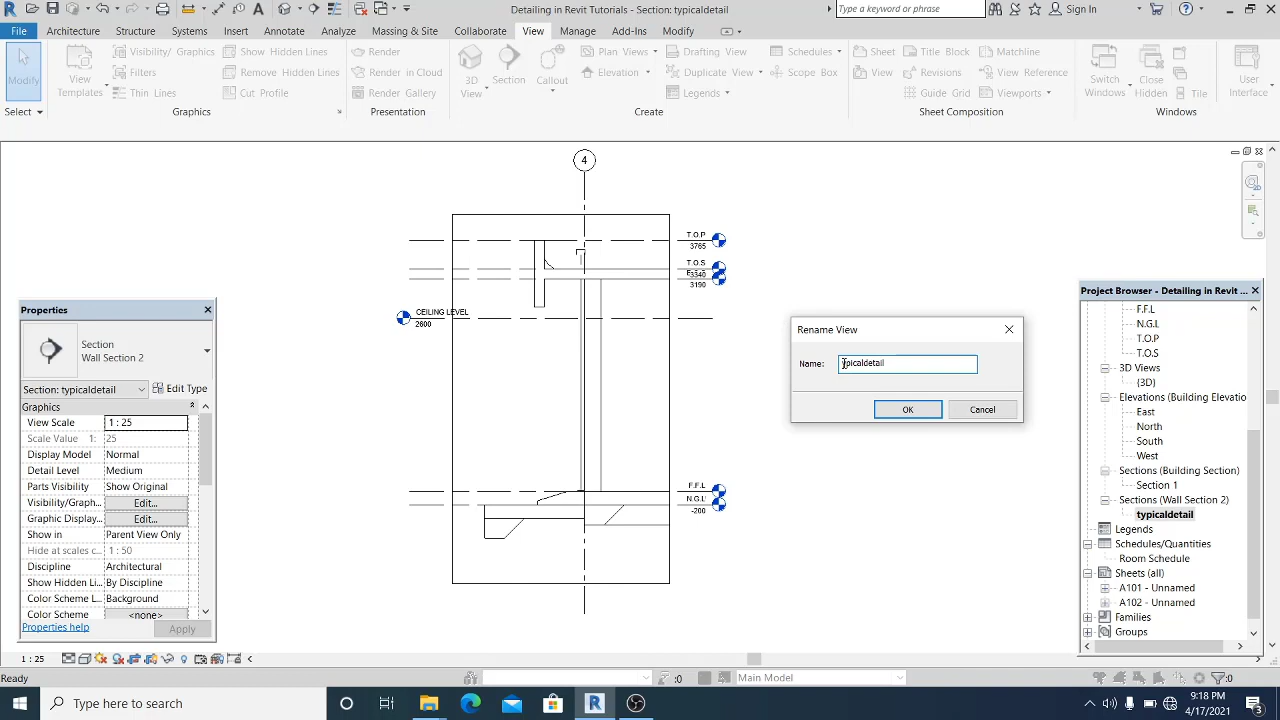 Detailing in Revit Tutorials - Section: typicaldetail
Type a keyword or phrase
Sign In
File Architecture Structure Systems Insert Annotate Analyze Massing & Site Collaborate View Manage Add-Ins Modify
Modify
Select
View Templates
Visibility/ Graphics
Filters
Thin Lines
Show Hidden Lines
Remove Hidden Lines
Cut Profile
Graphics
Render
Render in Cloud
Render Gallery
Presentation
3D View
Section
Callout
Plan Views
Elevation
Drafting View
Duplicate View
Legends
Schedules
Scope Box
Create
Sheet
View
Title Block
Revisions
Guide Grid
Matchline
View Reference
Viewports
Sheet Composition
Switch Windows
Close Hidden
Tile
User Interface
Windows
4
T.O.P
3765
T.O.S
3340
3190
CEILING LEVEL
2600
F.F.L
N.G.L
-200
Properties
Section
Wall Section 2
Section: typicaldetail
Edit Type
Graphics
View Scale 1 : 25
Scale Value 1: 25
Display Model Normal
Detail Level Medium
Parts Visibility Show Original
Visibility/Graph... Edit...
Graphic Display... Edit...
Show in Parent View Only
Hide at scales c... 1 : 50
Discipline Architectural
Show Hidden Li... By Discipline
Color Scheme L... Background
Color Scheme <none>
Properties help
Apply
Rename View
Name: typicaldetail
OK Cancel
Project Browser - Detailing in Revit ...
F.F.L
N.G.L
T.O.P
T.O.S
3D Views
{3D}
Elevations (Building Elevatio
East
North
South
West
Sections (Building Section)
Section 1
Sections (Wall Section 2)
typicaldetail
Legends
Schedules/Quantities
Room Schedule
Sheets (all)
A101 - Unnamed
A102 - Unnamed
Families
Groups
1 : 25
Ready
:0
Main Model
:0
Type here to search
9:18 PM
4/17/2021
3